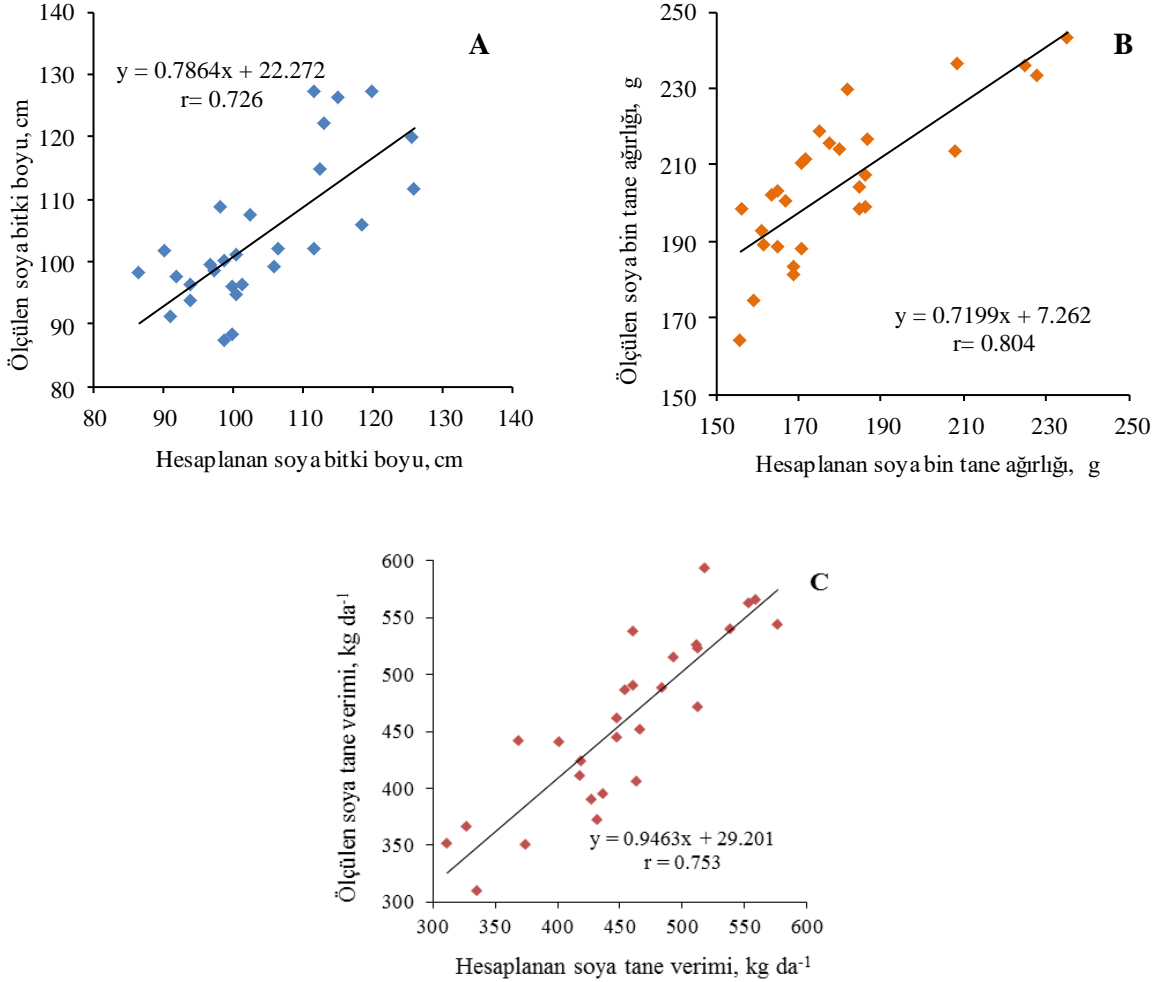 A
y = 0.7864x + 22.272
r= 0.726
Ölçülen soya bitki boyu, cm
140
130
120
110
100
90
80
80 90 100 110 120 130 140
Hesaplanan soya bitki boyu, cm
B
Ölçülen soya bin tane ağırlığı, g
250
230
210
190
170
150
y = 0.7199x + 7.262
r= 0.804
150 170 190 210 230 250
Hesaplanan soya bin tane ağırlığı, g
C
Ölçülen soya tane verimi, kg da-1
600
550
500
450
400
350
300
y = 0.9463x + 29.201
r = 0.753
300 350 400 450 500 550 600
Hesaplanan soya tane verimi, kg da-1